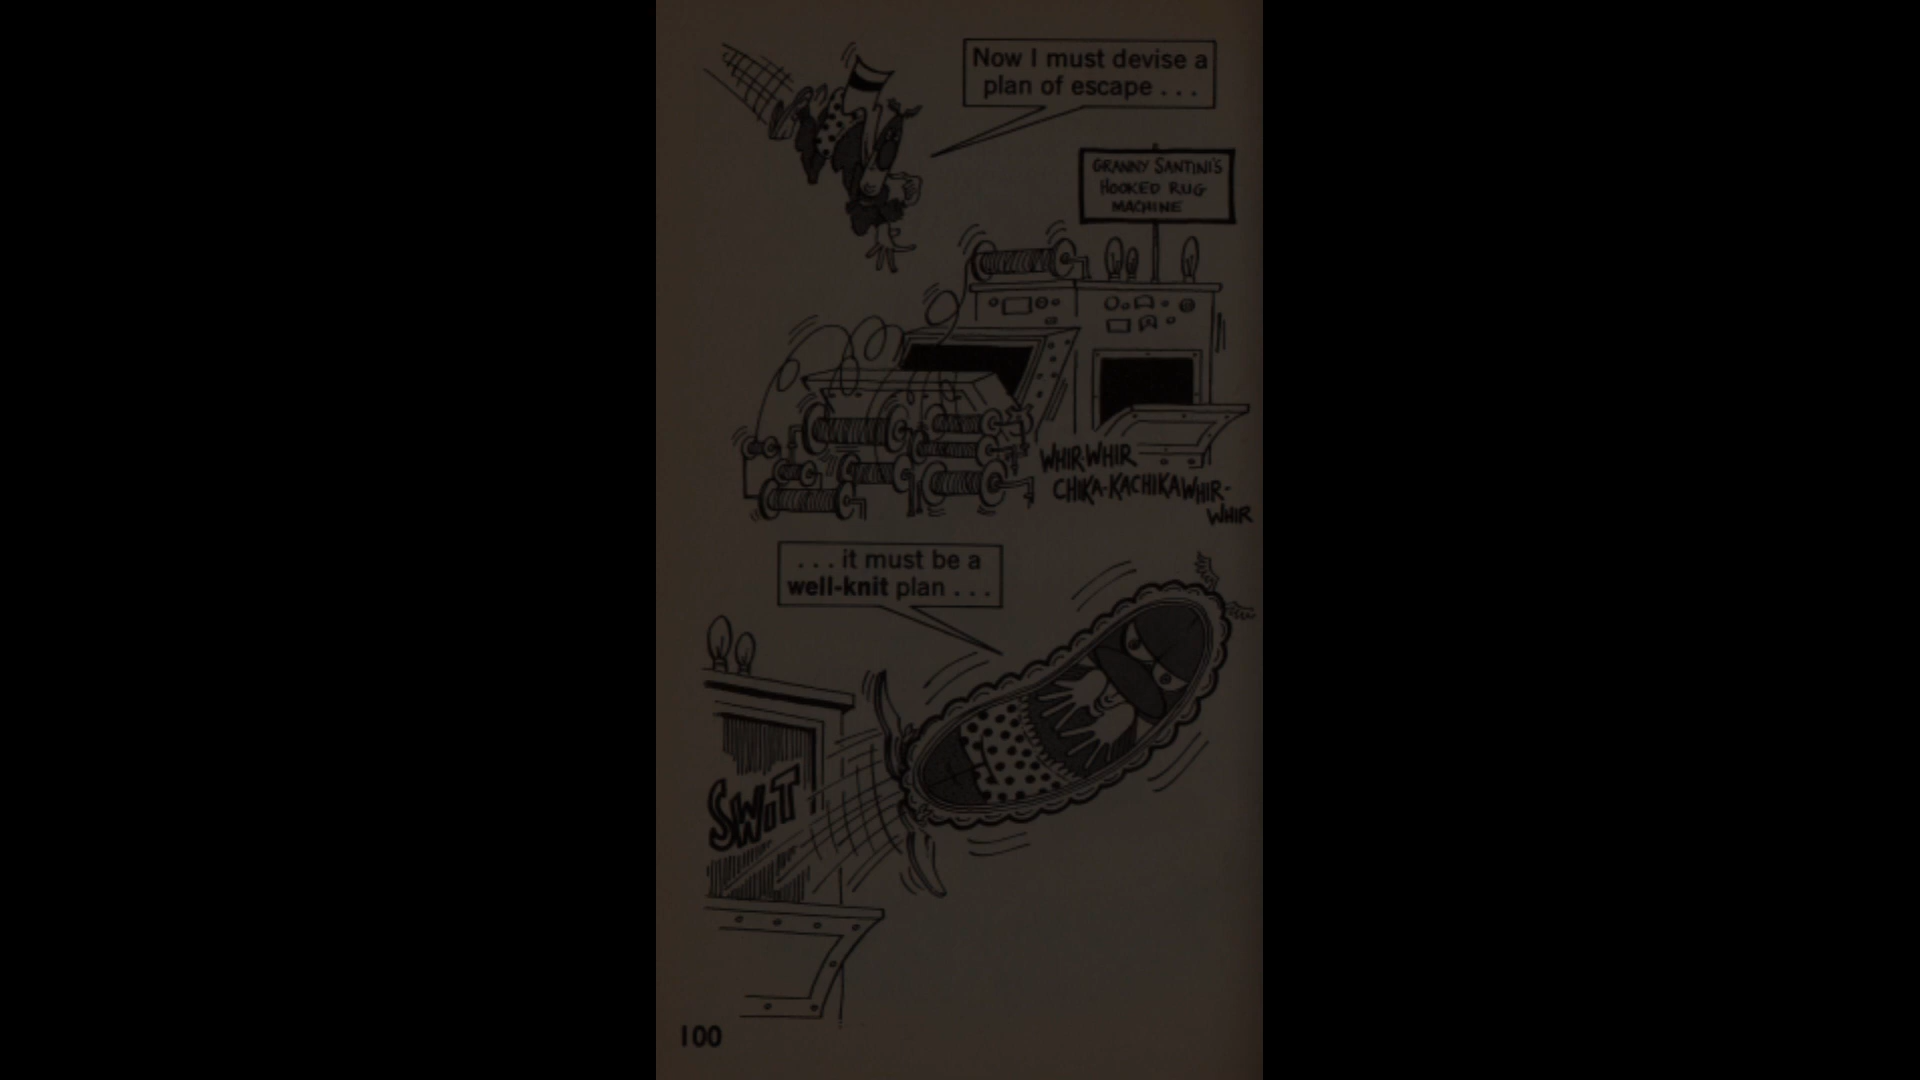 Now I must devise a
plan of escape . . .
GRANNY SANTINI'S
HOOKED RUG
MACHINE
WHIR-WHIR
CHIKA-KACHIKA WHIR-
WHIR
. . . it must be a
well-knit plan . . .
SWIT
100